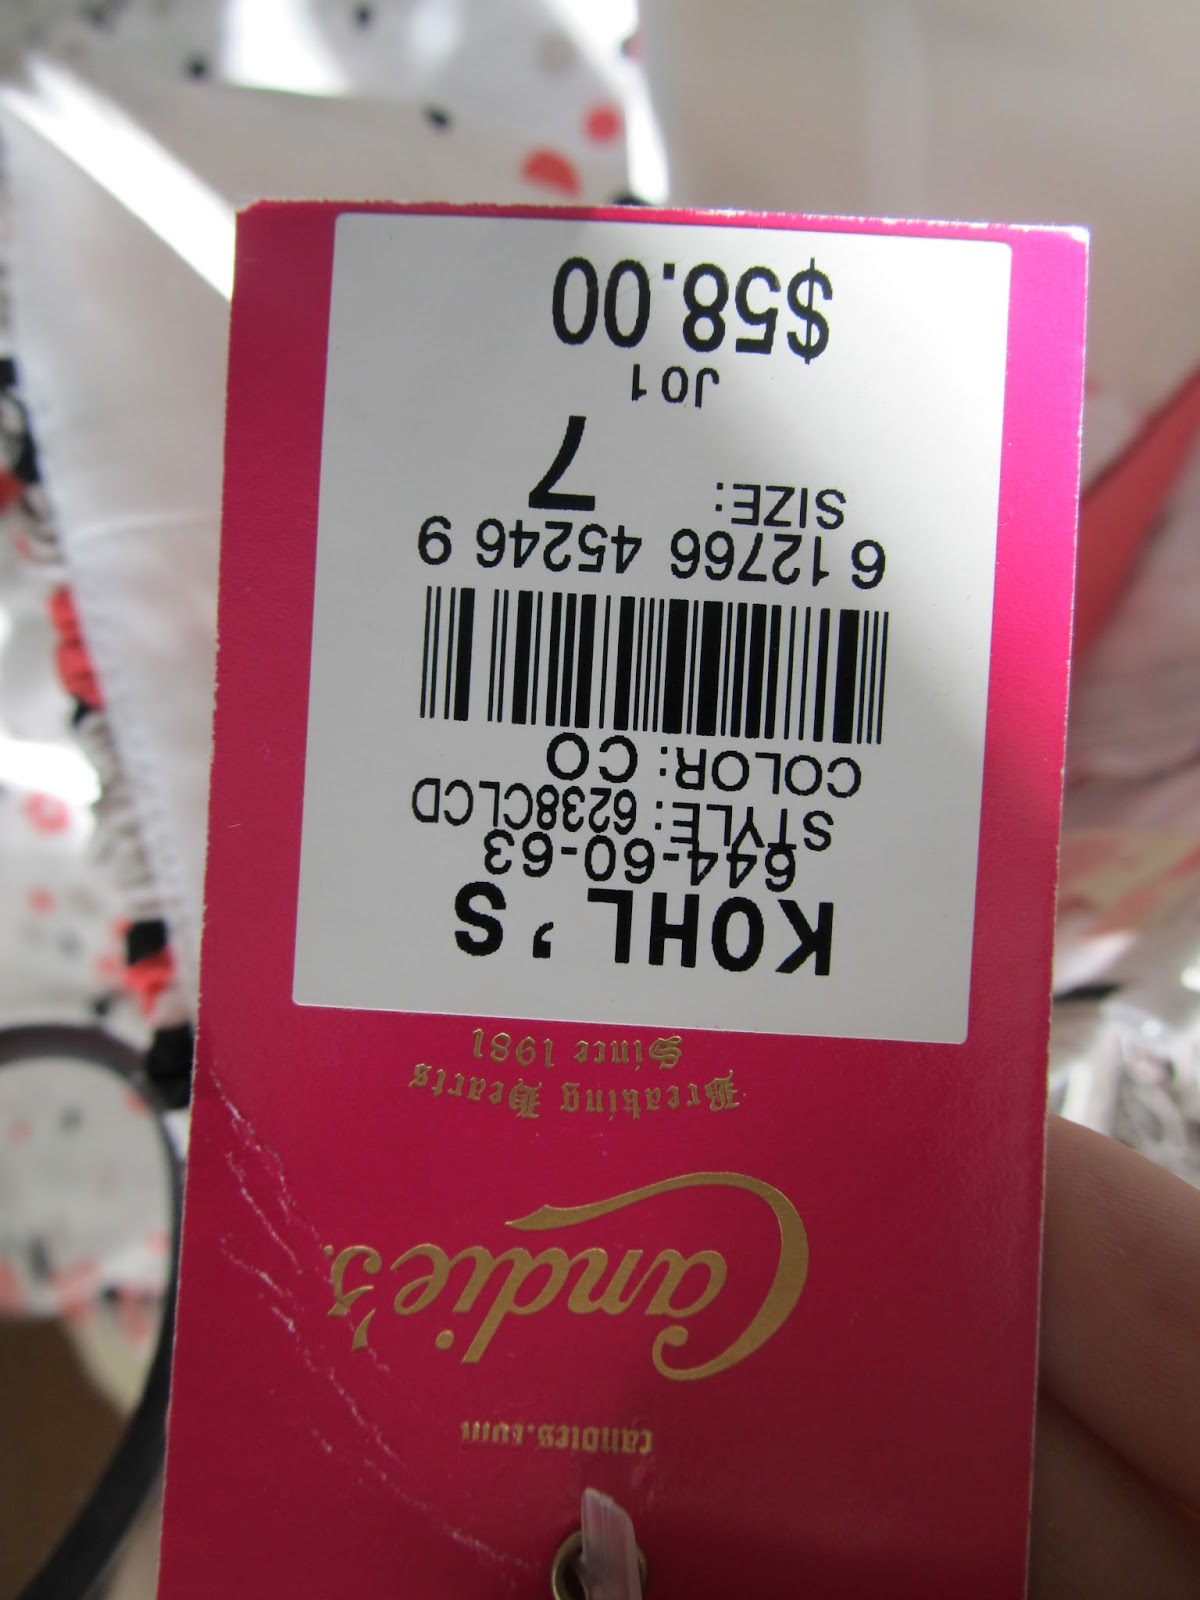 candies.com
Candie's.
Breaking Hearts
Since 1981
KOHL'S
644-60-63
STYLE: 6238CLCD
COLOR: CO
6 12766 45246 9
SIZE: 7
J01
$58.00